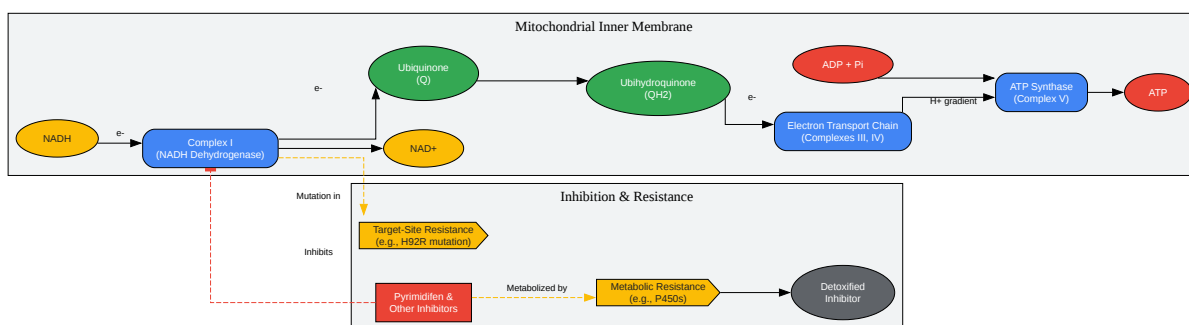 Mitochondrial Inner Membrane
Ubiquinone
(Q)
Ubihydroquinone
(QH2)
ADP + Pi
ATP Synthase
(Complex V)
ATP
e-
e-
H+ gradient
Electron Transport Chain
(Complexes III, IV)
NADH
e-
Complex I
(NADH Dehydrogenase)
NAD+
Mutation in
Inhibition & Resistance
Target-Site Resistance
(e.g., H92R mutation)
Inhibits
Pyrimidifen &
Other Inhibitors
Metabolized by
Metabolic Resistance
(e.g., P450s)
Detoxified
Inhibitor